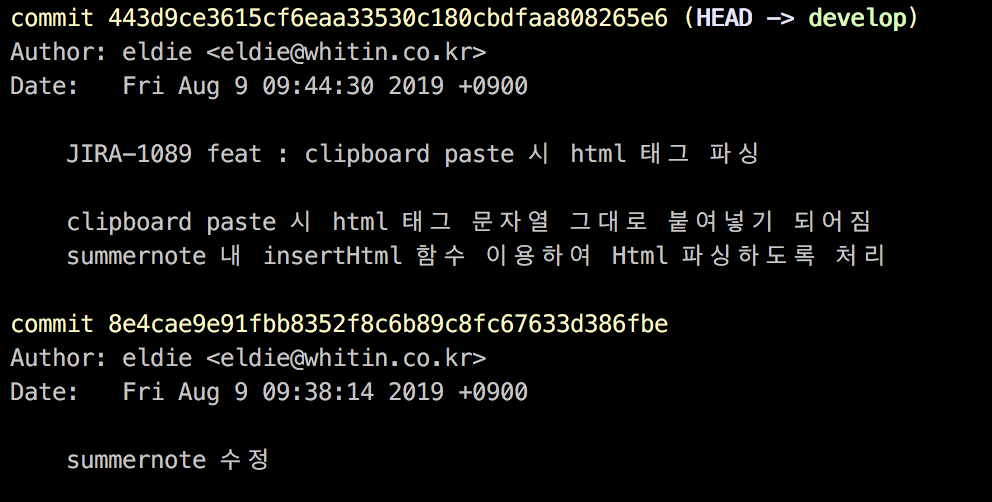 commit 443d9ce3615cf6eaa33530c180cbdfaa808265e6 (HEAD -> develop)
Author: eldie <eldie@whitin.co.kr>
Date:   Fri Aug 9 09:44:30 2019 +0900
JIRA-1089 feat : clipboard paste 시 html 태그 파싱
clipboard paste 시 html 태그 문자열 그대로 붙여넣기 되어짐
summernote 내 insertHtml 함수 이용하여 Html 파싱하도록 처리
commit 8e4cae9e91fbb8352f8c6b89c8fc67633d386fbe
Author: eldie <eldie@whitin.co.kr>
Date:   Fri Aug 9 09:38:14 2019 +0900
summernote 수정